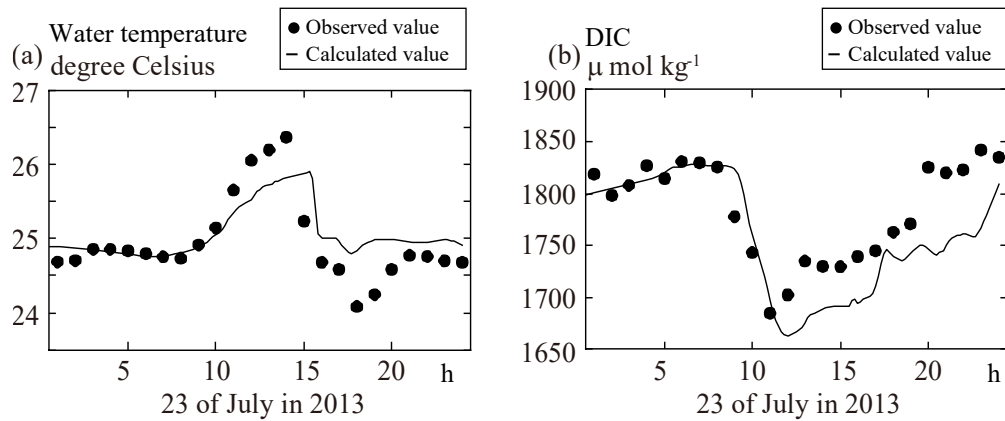 (a)
Water temperature
degree Celsius
Observed value
Calculated value
27
26
25
24
5 10 15 20 h
23 of July in 2013
(b)
DIC
μ mol kg-1
Observed value
Calculated value
1900
1850
1800
1750
1700
1650
5 10 15 20 h
23 of July in 2013